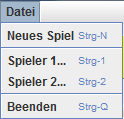 Datei
Neues Spiel Strg-N
Spieler 1... Strg-1
Spieler 2... Strg-2
Beenden Strg-Q